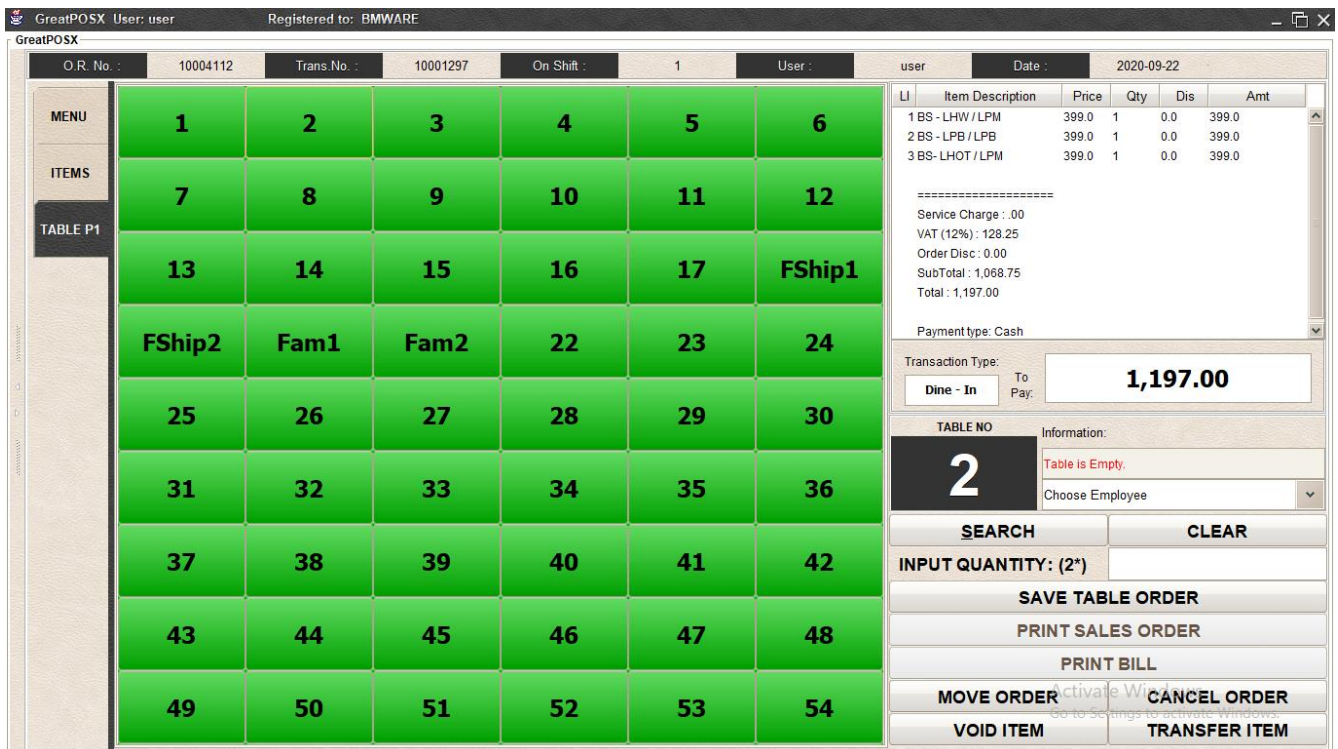 GreatPOSX User: user Registered to: BMWARE
GreatPOSX
O.R. No. : 10004112 Trans.No. : 10001297 On Shift : 1 User : user Date : 2020-09-22
MENU
ITEMS
TABLE P1
1 2 3 4 5 6
7 8 9 10 11 12
13 14 15 16 17 FShip1
FShip2 Fam1 Fam2 22 23 24
25 26 27 28 29 30
31 32 33 34 35 36
37 38 39 40 41 42
43 44 45 46 47 48
49 50 51 52 53 54
LI Item Description Price Qty Dis Amt
1 BS - LHW / LPM 399.0 1 0.0 399.0
2 BS - LPB / LPB 399.0 1 0.0 399.0
3 BS- LHOT / LPM 399.0 1 0.0 399.0
====================
Service Charge : .00
VAT (12%) : 128.25
Order Disc : 0.00
SubTotal : 1,068.75
Total : 1,197.00
Payment type: Cash
Transaction Type:
Dine - In
To Pay: 1,197.00
TABLE NO
2
Information:
Table is Empty.
Choose Employee
SEARCH CLEAR
INPUT QUANTITY: (2*)
SAVE TABLE ORDER
PRINT SALES ORDER
PRINT BILL
MOVE ORDER CANCEL ORDER
VOID ITEM TRANSFER ITEM
Activate Windows
Go to Settings to activate Windows.